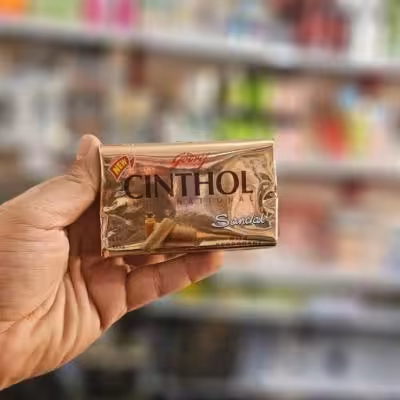 NEW
Godrej
CINTHOL
Sandal